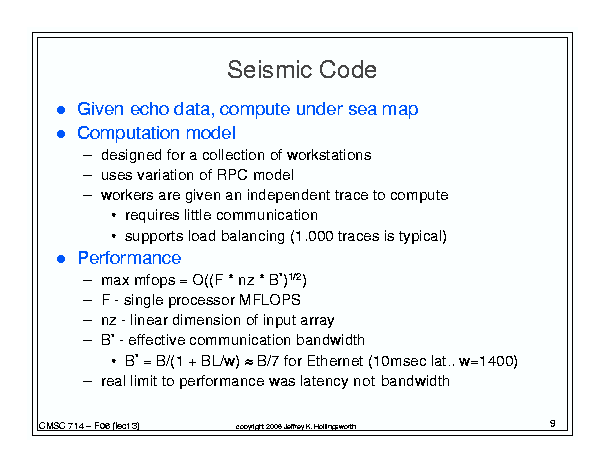 Seismic Code
● Given echo data, compute under sea map
● Computation model
– designed for a collection of workstations
– uses variation of RPC model
– workers are given an independent trace to compute
• requires little communication
• supports load balancing (1.000 traces is typical)
● Performance
– max mfops = O((F * nz * B*)1/2)
– F - single processor MFLOPS
– nz - linear dimension of input array
– B* - effective communication bandwidth
• B* = B/(1 + BL/w) ≈ B/7 for Ethernet (10msec lat.. w=1400)
– real limit to performance was latency not bandwidth
CMSC 714 – F06 (lect 3)
copyright 2006 Jeffrey K. Hollingsworth
9